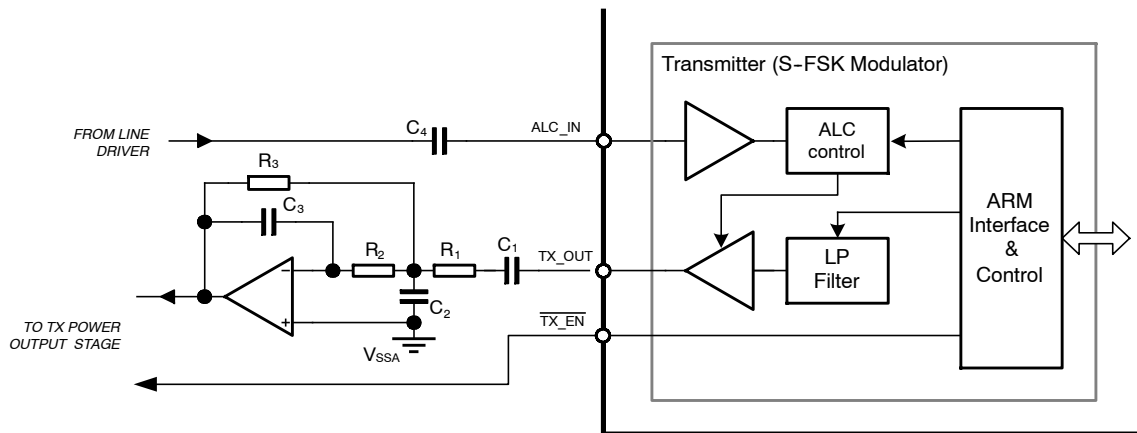 Transmitter (S-FSK Modulator)
FROM LINE
DRIVER
C4
ALC_IN
ALC
control
R3
C3
R2
R1
C1
TX_OUT
LP
Filter
ARM
Interface
&
Control
−
+
C2
TO TX POWER
OUTPUT STAGE
VSSA
TX_EN